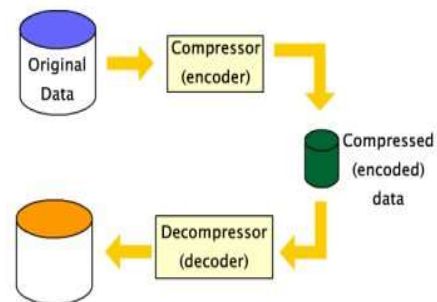 Original
Data
Compressor
(encoder)
Compressed
(encoded)
data
Decompressor
(decoder)